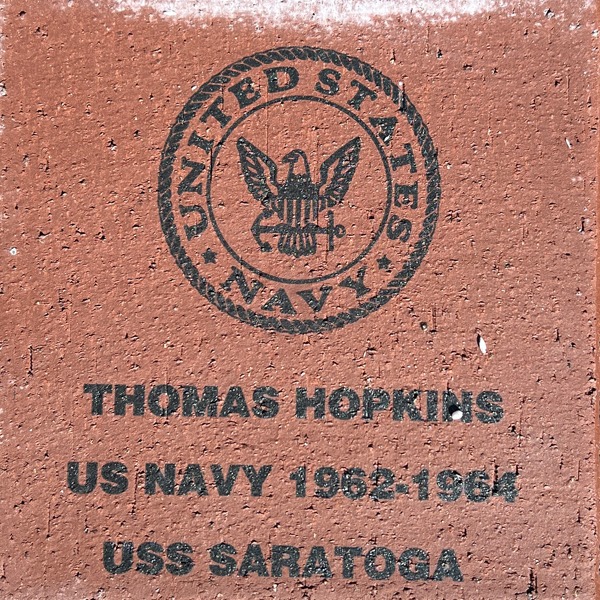 UNITED STATES
NAVY
THOMAS HOPKINS
US NAVY 1962-1964
USS SARATOGA